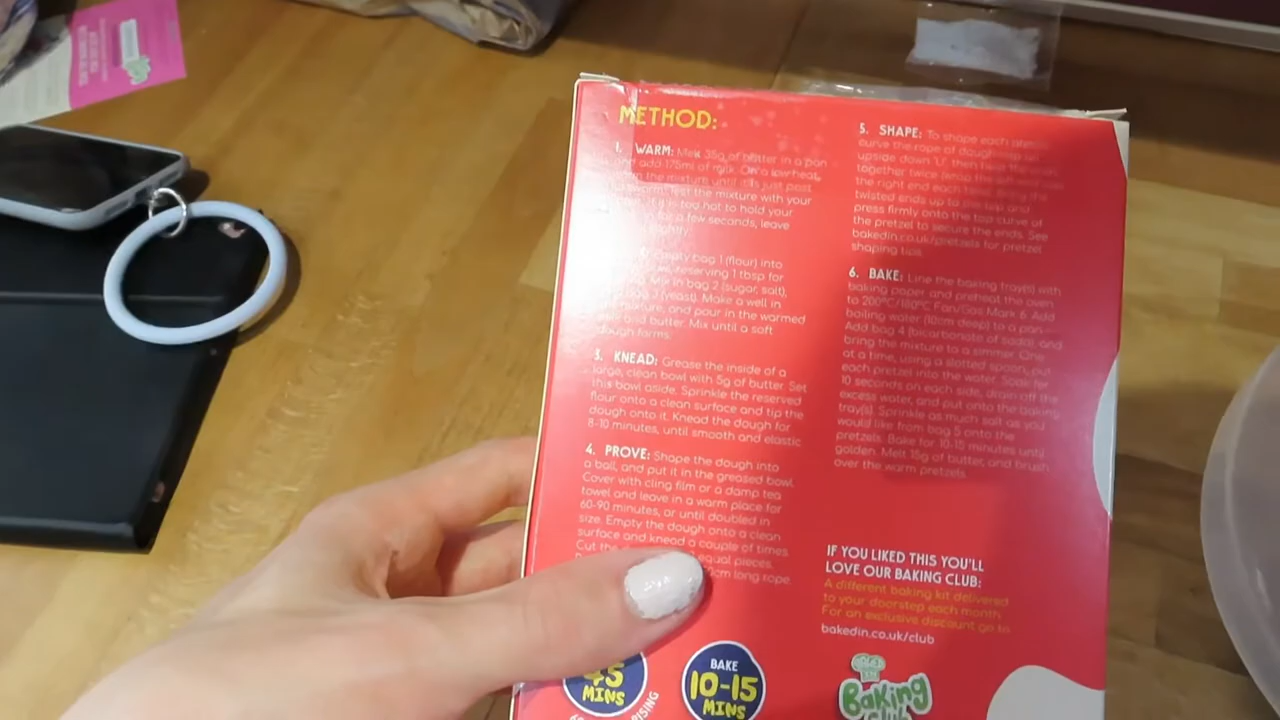 METHOD:
1. WARM: Melt 35g of butter in a pan
and add 175ml of milk. On a low heat,
warm the mixture until it is just past
Test the mixture with your
it is too hot to hold your
for a few seconds, leave
Empty bag 1 (flour) into
reserving 1 tbsp for
Mix in bag 2 (sugar, salt),
(yeast). Make a well in
and pour in the warmed
and butter. Mix until a soft
dough forms.
3. KNEAD: Grease the inside of a
large, clean bowl with 5g of butter. Set
this bowl aside. Sprinkle the reserved
flour onto a clean surface and tip the
dough onto it. Knead the dough for
8-10 minutes, until smooth and elastic
4. PROVE: Shape the dough into
a ball, and put it in the greased bowl.
Cover with cling film or a damp tea
towel and leave in a warm place for
60-90 minutes, or until doubled in
size. Empty the dough onto a clean
surface and knead a couple of times.
Cut the
equal pieces.
cm long rope.
45
MINS
RISING
BAKE
10-15
MINS
5. SHAPE: To shape each
curve the rope of dough
upside down 'U', then
together twice
the right end each
twisted ends up to the top and
press firmly onto the top curve of
the pretzel to secure the ends. See
bakedin.co.uk/pretzels for pretzel
shaping tips.
6. BAKE: Line the baking tray(s) with
baking paper and preheat the oven
to 200°C/180°C Fan/Gas Mark 6. Add
boiling water (10cm deep) to a pan
Add bag 4 (bicarbonate of soda), and
bring the mixture to a simmer. One
at a time, using a slotted spoon, put
each pretzel into the water. Soak for
10 seconds on each side, drain off the
excess water, and put onto the baking
tray(s). Sprinkle as much salt as you
would like from bag 5 onto the
pretzels. Bake for 10-15 minutes until
golden. Melt 15g of butter, and brush
over the warm pretzels.
IF YOU LIKED THIS YOU'LL
LOVE OUR BAKING CLUB:
A different baking kit delivered
to your doorstep each month.
For an exclusive discount go to
bakedin.co.uk/club
BAKED
IN
Baking
Club